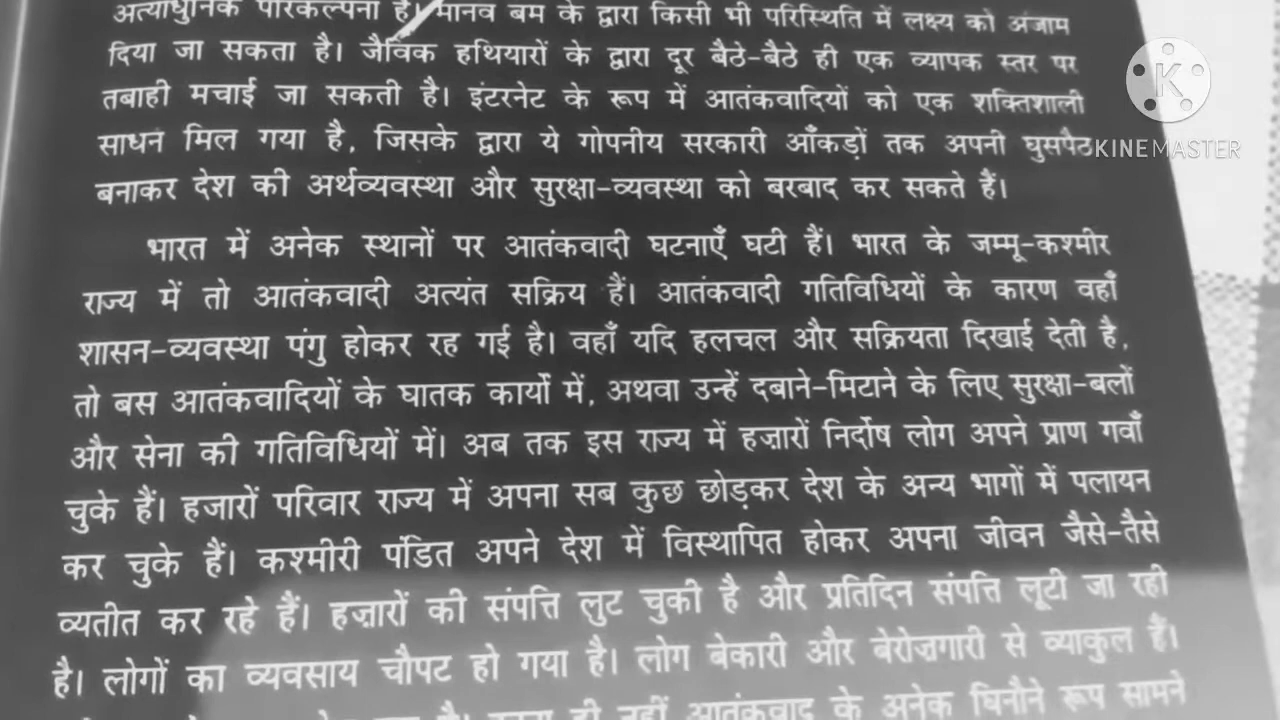 अत्याधुनिक परिकल्पना है। मानव बम के द्वारा किसी भी परिस्थिति में लक्ष्य को अंजाम
दिया जा सकता है। जैविक हथियारों के द्वारा दूर बैठे-बैठे ही एक व्यापक स्तर पर
तबाही मचाई जा सकती है। इंटरनेट के रूप में आतंकवादियों को एक शक्तिशाली
साधन मिल गया है, जिसके द्वारा ये गोपनीय सरकारी आँकड़ों तक अपनी घुसपैठ
बनाकर देश की अर्थव्यवस्था और सुरक्षा-व्यवस्था को बरबाद कर सकते हैं।
भारत में अनेक स्थानों पर आतंकवादी घटनाएँ घटी हैं। भारत के जम्मू-कश्मीर
राज्य में तो आतंकवादी अत्यंत सक्रिय हैं। आतंकवादी गतिविधियों के कारण वहाँ
शासन-व्यवस्था पंगु होकर रह गई है। वहाँ यदि हलचल और सक्रियता दिखाई देती है,
तो बस आतंकवादियों के घातक कार्यों में, अथवा उन्हें दबाने-मिटाने के लिए सुरक्षा-बलों
और सेना की गतिविधियों में। अब तक इस राज्य में हज़ारों निर्दोष लोग अपने प्राण गवाँ
चुके हैं। हजारों परिवार राज्य में अपना सब कुछ छोड़कर देश के अन्य भागों में पलायन
कर चुके हैं। कश्मीरी पंडित अपने देश में विस्थापित होकर अपना जीवन जैसे-तैसे
व्यतीत कर रहे हैं। हज़ारों की संपत्ति लुट चुकी है और प्रतिदिन संपत्ति लूटी जा रही
है। लोगों का व्यवसाय चौपट हो गया है। लोग बेकारी और बेरोज़गारी से व्याकुल हैं।
ही नहीं आतंकवाद के अनेक घिनौने रूप सामने
KINEMASTER